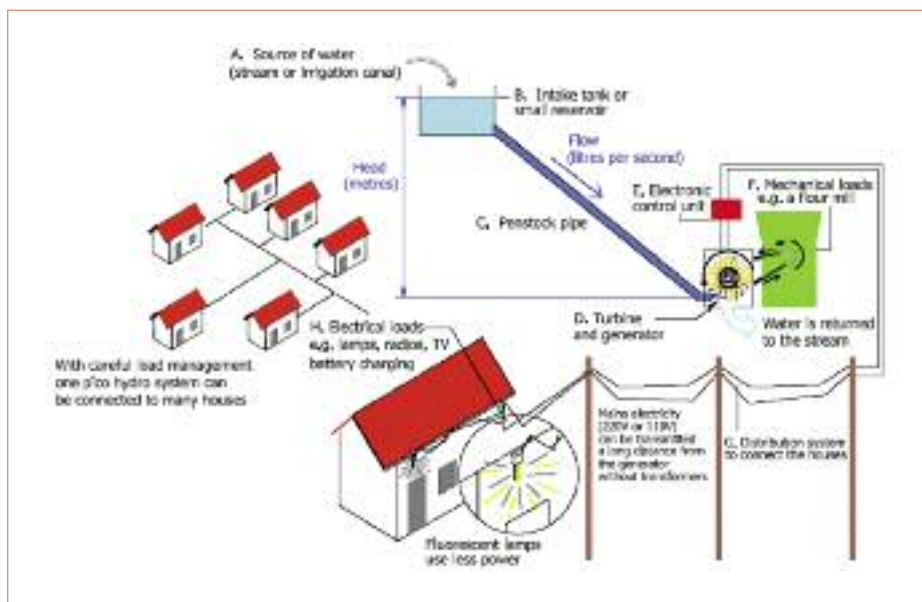 A. Source of water
(stream or irrigation canal)
B. Intake tank or
small reservoir
Flow
(litres per second)
Head
(metres)
C. Penstock pipe
E. Electronic
control unit
F. Mechanical loads
e.g. a flour mill
D. Turbine
and generator
Water is returned
to the stream
H. Electrical loads
e.g. lamps, radios, TV
battery charging
With careful load management
one pico hydro system can
be connected to many houses
Mains electricity
(220V or 110V)
can be transmitted
a long distance from
the generator
without transformers
G. Distribution system
to connect the houses
Fluorescent lamps
use less power